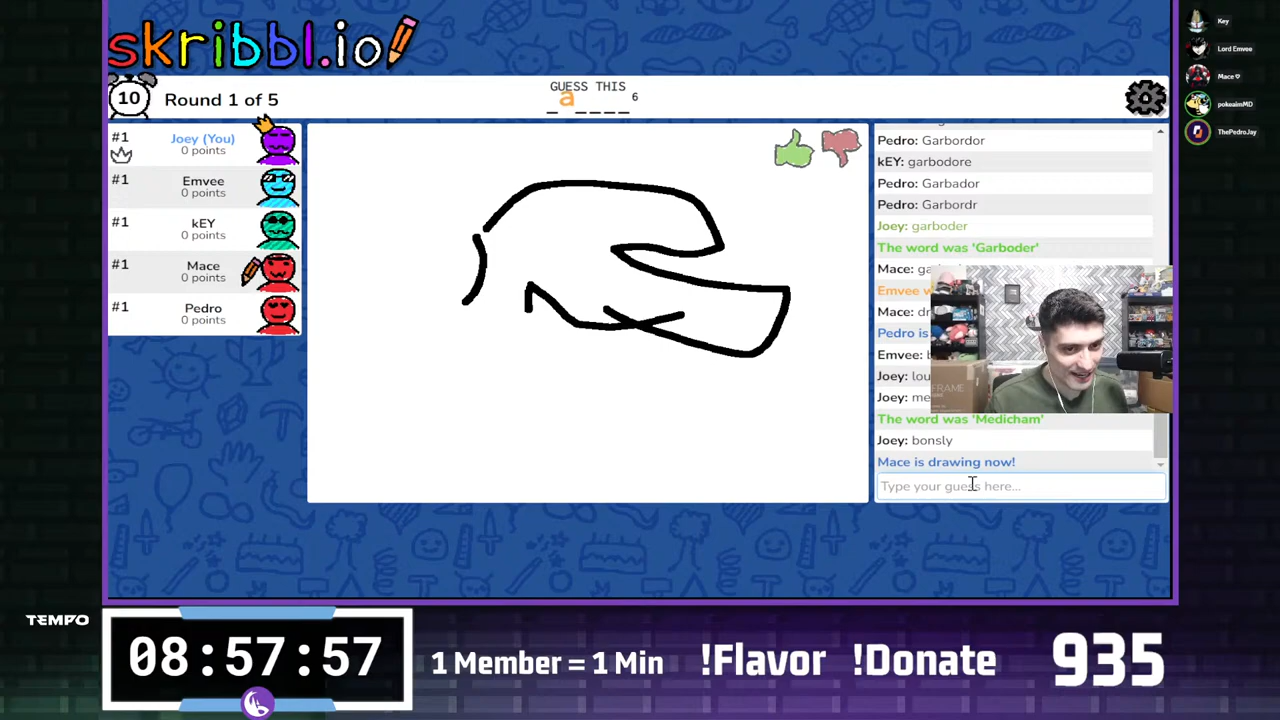 skribbl.io
10
Round 1 of 5
GUESS THIS
_a____ 6
#1
Joey (You)
0 points
#1
Emvee
0 points
#1
kEY
0 points
#1
Mace
0 points
#1
Pedro
0 points
Pedro: Garbordor
kEY: garbodore
Pedro: Garbador
Pedro: Garbordr
Joey: garboder
The word was 'Garboder'
Mace:
Emvee
Mace:
Pedro is
Emvee:
Joey: lou
Joey: me
The word was 'Medicham'
Joey: bonsly
Mace is drawing now!
Type your guess here...
Key
Lord Emvee
Mace
pokeaimMD
ThePedroJay
TEMPO
08:57:57
1 Member = 1 Min
!Flavor
!Donate
935